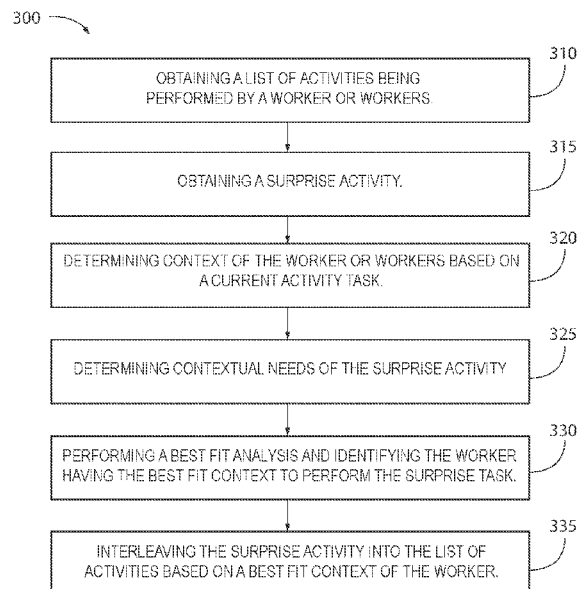 300
310
OBTAINING A LIST OF ACTIVITIES BEING
PERFORMED BY A WORKER OR WORKERS.
315
OBTAINING A SURPRISE ACTIVITY.
320
DETERMINING CONTEXT OF THE WORKER OR WORKERS BASED ON
A CURRENT ACTIVITY TASK.
325
DETERMINING CONTEXTUAL NEEDS OF THE SURPRISE ACTIVITY
330
PERFORMING A BEST FIT ANALYSIS AND IDENTIFYING THE WORKER
HAVING THE BEST FIT CONTEXT TO PERFORM THE SURPRISE TASK.
335
INTERLEAVING THE SURPRISE ACTIVITY INTO THE LIST OF
ACTIVITIES BASED ON A BEST FIT CONTEXT OF THE WORKER.